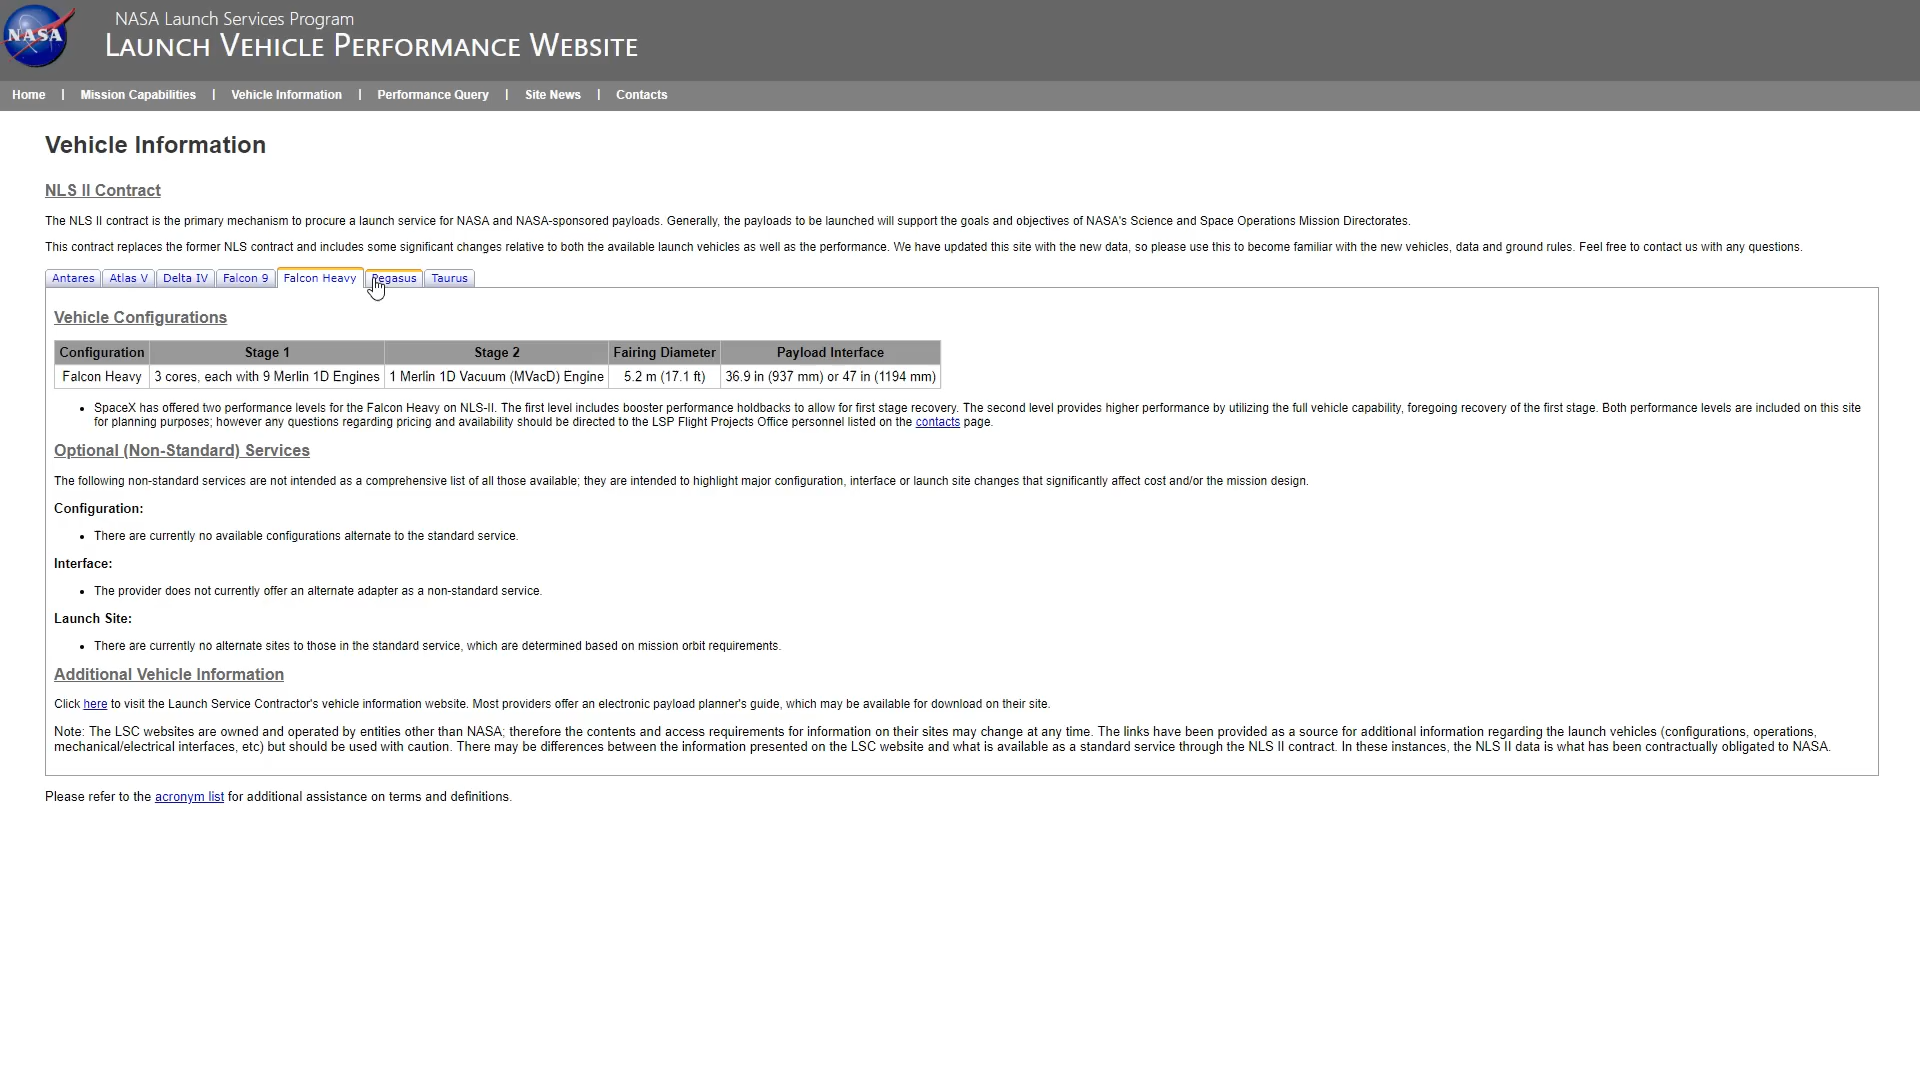 NASA
NASA Launch Services Program
LAUNCH VEHICLE PERFORMANCE WEBSITE
Home | Mission Capabilities | Vehicle Information | Performance Query | Site News | Contacts
Vehicle Information
NLS II Contract
The NLS II contract is the primary mechanism to procure a launch service for NASA and NASA-sponsored payloads. Generally, the payloads to be launched will support the goals and objectives of NASA's Science and Space Operations Mission Directorates.
This contract replaces the former NLS contract and includes some significant changes relative to both the available launch vehicles as well as the performance. We have updated this site with the new data, so please use this to become familiar with the new vehicles, data and ground rules. Feel free to contact us with any questions.
Antares Atlas V Delta IV Falcon 9 Falcon Heavy Pegasus Taurus
Vehicle Configurations
Configuration Stage 1 Stage 2 Fairing Diameter Payload Interface
Falcon Heavy 3 cores, each with 9 Merlin 1D Engines 1 Merlin 1D Vacuum (MVacD) Engine 5.2 m (17.1 ft) 36.9 in (937 mm) or 47 in (1194 mm)
• SpaceX has offered two performance levels for the Falcon Heavy on NLS-II. The first level includes booster performance holdbacks to allow for first stage recovery. The second level provides higher performance by utilizing the full vehicle capability, foregoing recovery of the first stage. Both performance levels are included on this site
for planning purposes; however any questions regarding pricing and availability should be directed to the LSP Flight Projects Office personnel listed on the contacts page.
Optional (Non-Standard) Services
The following non-standard services are not intended as a comprehensive list of all those available; they are intended to highlight major configuration, interface or launch site changes that significantly affect cost and/or the mission design.
Configuration:
• There are currently no available configurations alternate to the standard service.
Interface:
• The provider does not currently offer an alternate adapter as a non-standard service.
Launch Site:
• There are currently no alternate sites to those in the standard service, which are determined based on mission orbit requirements.
Additional Vehicle Information
Click here to visit the Launch Service Contractor's vehicle information website. Most providers offer an electronic payload planner's guide, which may be available for download on their site.
Note: The LSC websites are owned and operated by entities other than NASA; therefore the contents and access requirements for information on their sites may change at any time. The links have been provided as a source for additional information regarding the launch vehicles (configurations, operations,
mechanical/electrical interfaces, etc) but should be used with caution. There may be differences between the information presented on the LSC website and what is available as a standard service through the NLS II contract. In these instances, the NLS II data is what has been contractually obligated to NASA.
Please refer to the acronym list for additional assistance on terms and definitions.